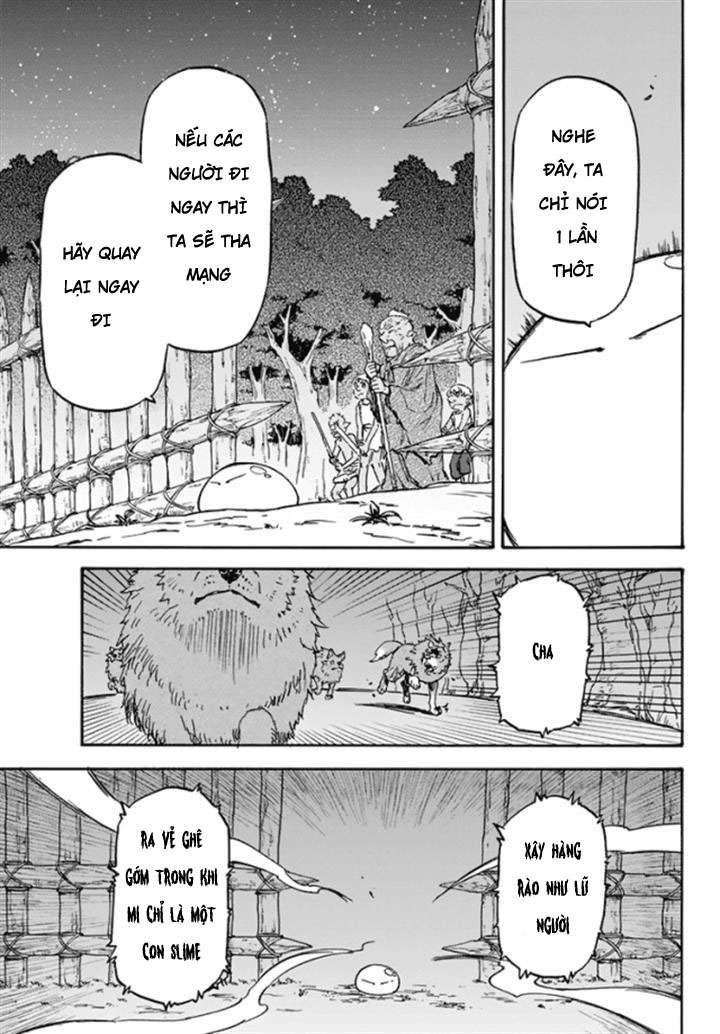 NGHE
ĐÂY, TA
CHỈ NÓI
1 LẦN
THÔI
NẾU CÁC
NGƯỜI ĐI
NGAY THÌ
TA SẼ THA
MẠNG
HÃY QUAY
LẠI NGAY
ĐI
CHA
XÂY HÀNG
RÀO NHƯ LŨ
NGƯỜI
RA VẺ GHÊ
GỚM TRONG KHI
MI CHỈ LÀ MỘT
CON SLIME